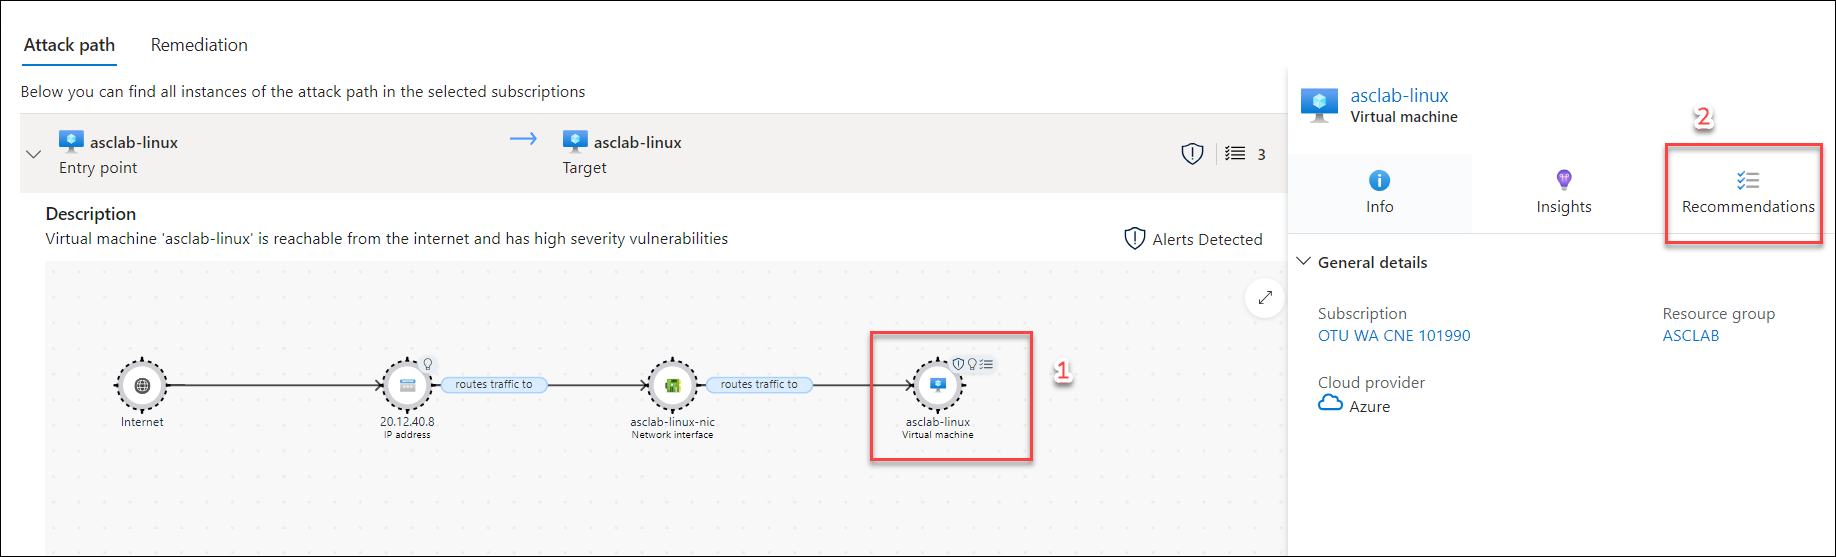 Attack path
Remediation
Below you can find all instances of the attack path in the selected subscriptions
asclab-linux
Entry point
asclab-linux
Target
3
Description
Virtual machine 'asclab-linux' is reachable from the internet and has high severity vulnerabilities
Alerts Detected
Internet
20.12.40.8
IP address
routes traffic to
asclab-linux-nic
Network interface
routes traffic to
asclab-linux
Virtual machine
1
asclab-linux
Virtual machine
2
Info
Insights
Recommendations
General details
Subscription
OTU WA CNE 101990
Resource group
ASCLAB
Cloud provider
Azure